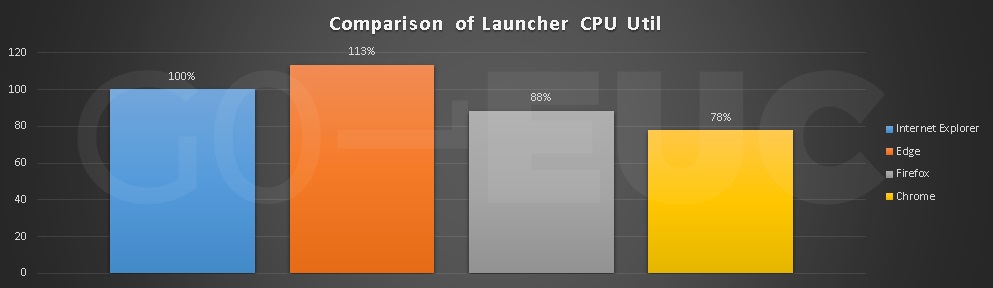 Comparison of Launcher CPU Util
120
100
80
60
40
20
0
100%
113%
88%
78%
Internet Explorer
Edge
Firefox
Chrome
GO-EUC